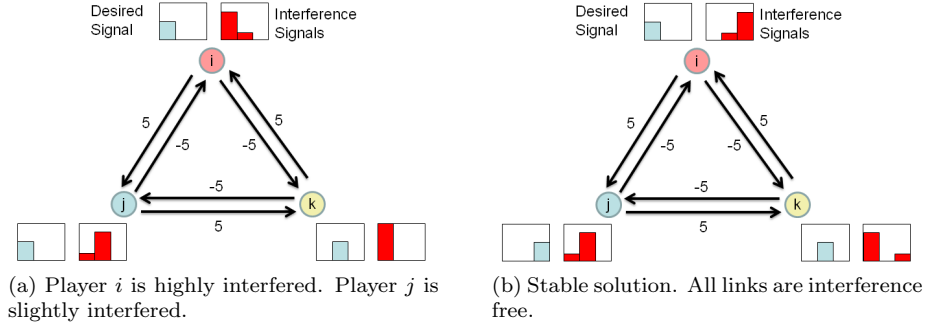 Desired
Signal
Interference
Signals
i
5
-5
-5
5
-5
j
k
5
(a) Player i is highly interfered. Player j is
slightly interfered.
Desired
Signal
Interference
Signals
i
5
-5
-5
5
-5
j
k
5
(b) Stable solution. All links are interference
free.